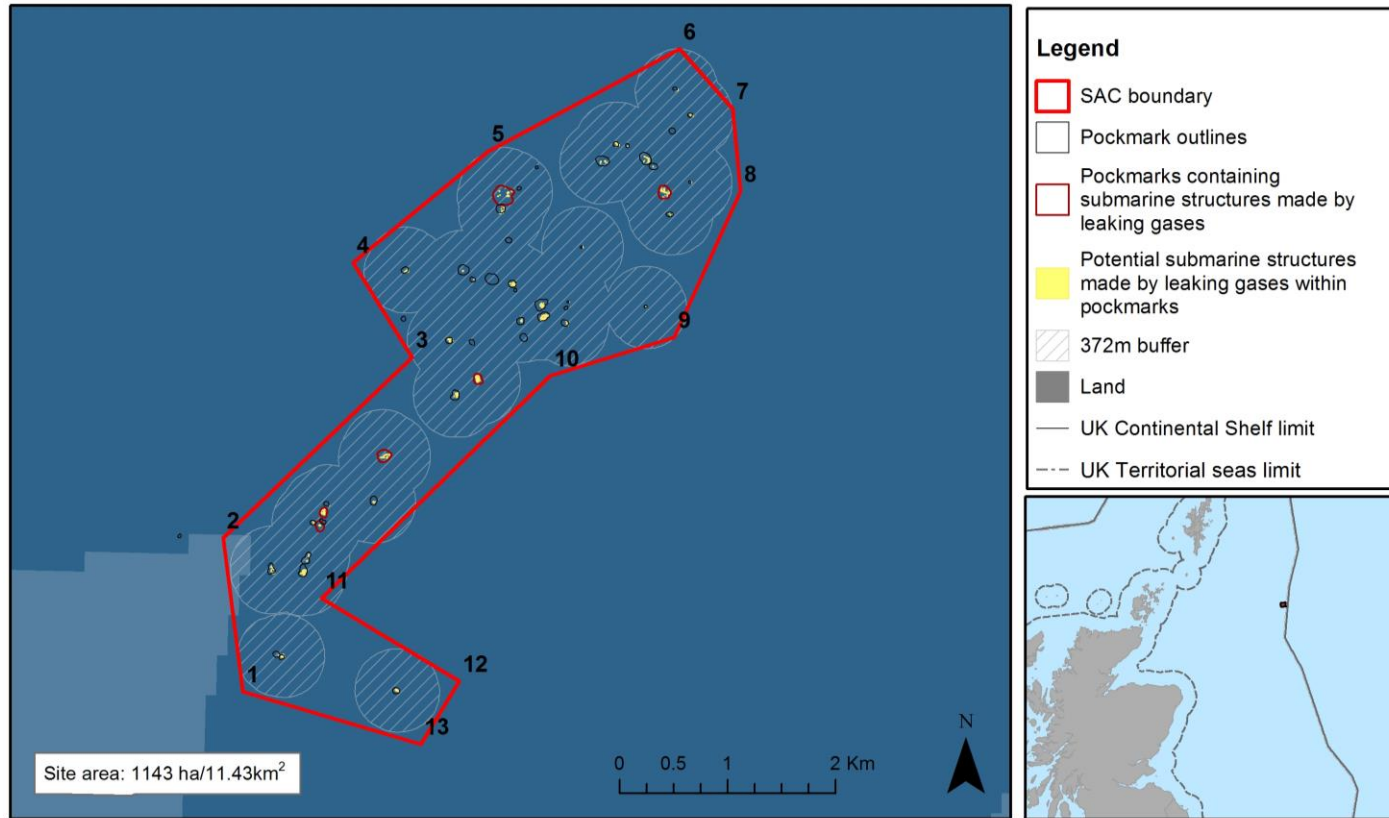 6
7
5
8
4
3
9
10
2
11
1
12
13
N
0 0.5 1 2 Km
Site area: 1143 ha/11.43km²
Legend
SAC boundary
Pockmark outlines
Pockmarks containing
submarine structures made by
leaking gases
Potential submarine structures
made by leaking gases within
pockmarks
372m buffer
Land
UK Continental Shelf limit
UK Territorial seas limit